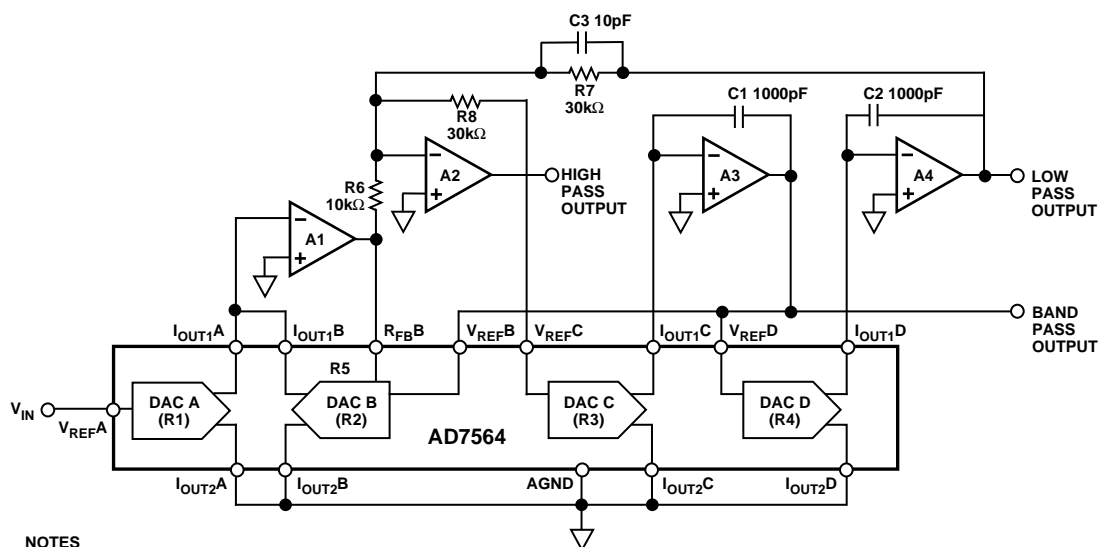 C3 10pF
R7
30kΩ
C1 1000pF
C2 1000pF
R8
30kΩ
–
A2
+
HIGH
PASS
OUTPUT
–
A3
+
–
A4
+
LOW
PASS
OUTPUT
R6
10kΩ
–
A1
+
BAND
PASS
OUTPUT
IOUT1A
IOUT1B
RFBB
VREFB
VREFC
IOUT1C
VREFD
IOUT1D
R5
VIN
VREFA
DAC A
(R1)
DAC B
(R2)
DAC C
(R3)
DAC D
(R4)
AD7564
IOUT2A
IOUT2B
AGND
IOUT2C
IOUT2D
NOTES